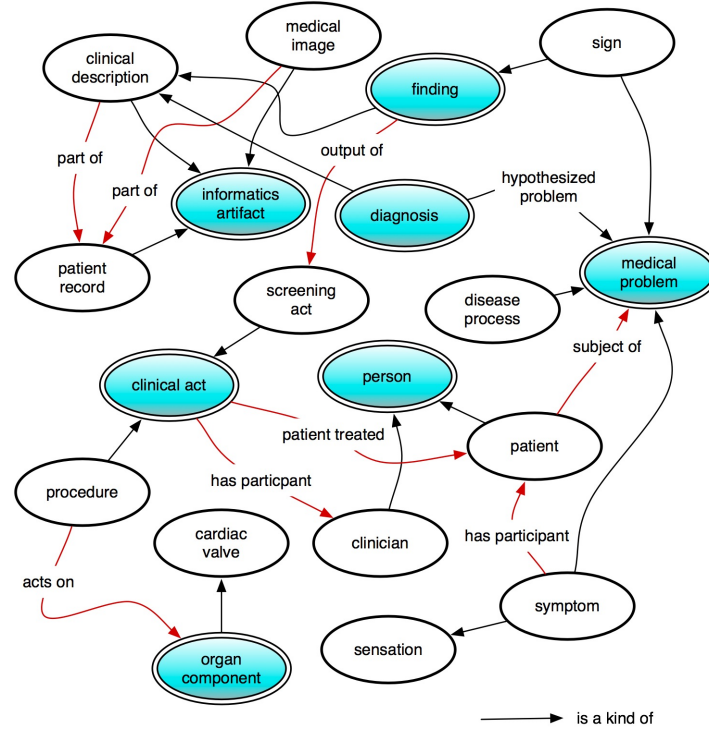 medical
image
clinical
description
sign
finding
output of
part of
part of
informatics
artifact
diagnosis
hypothesized
problem
medical
problem
patient
record
screening
act
disease
process
subject of
clinical act
person
patient treated
patient
procedure
has particpant
cardiac
valve
clinician
has participant
acts on
symptom
sensation
organ
component
is a kind of